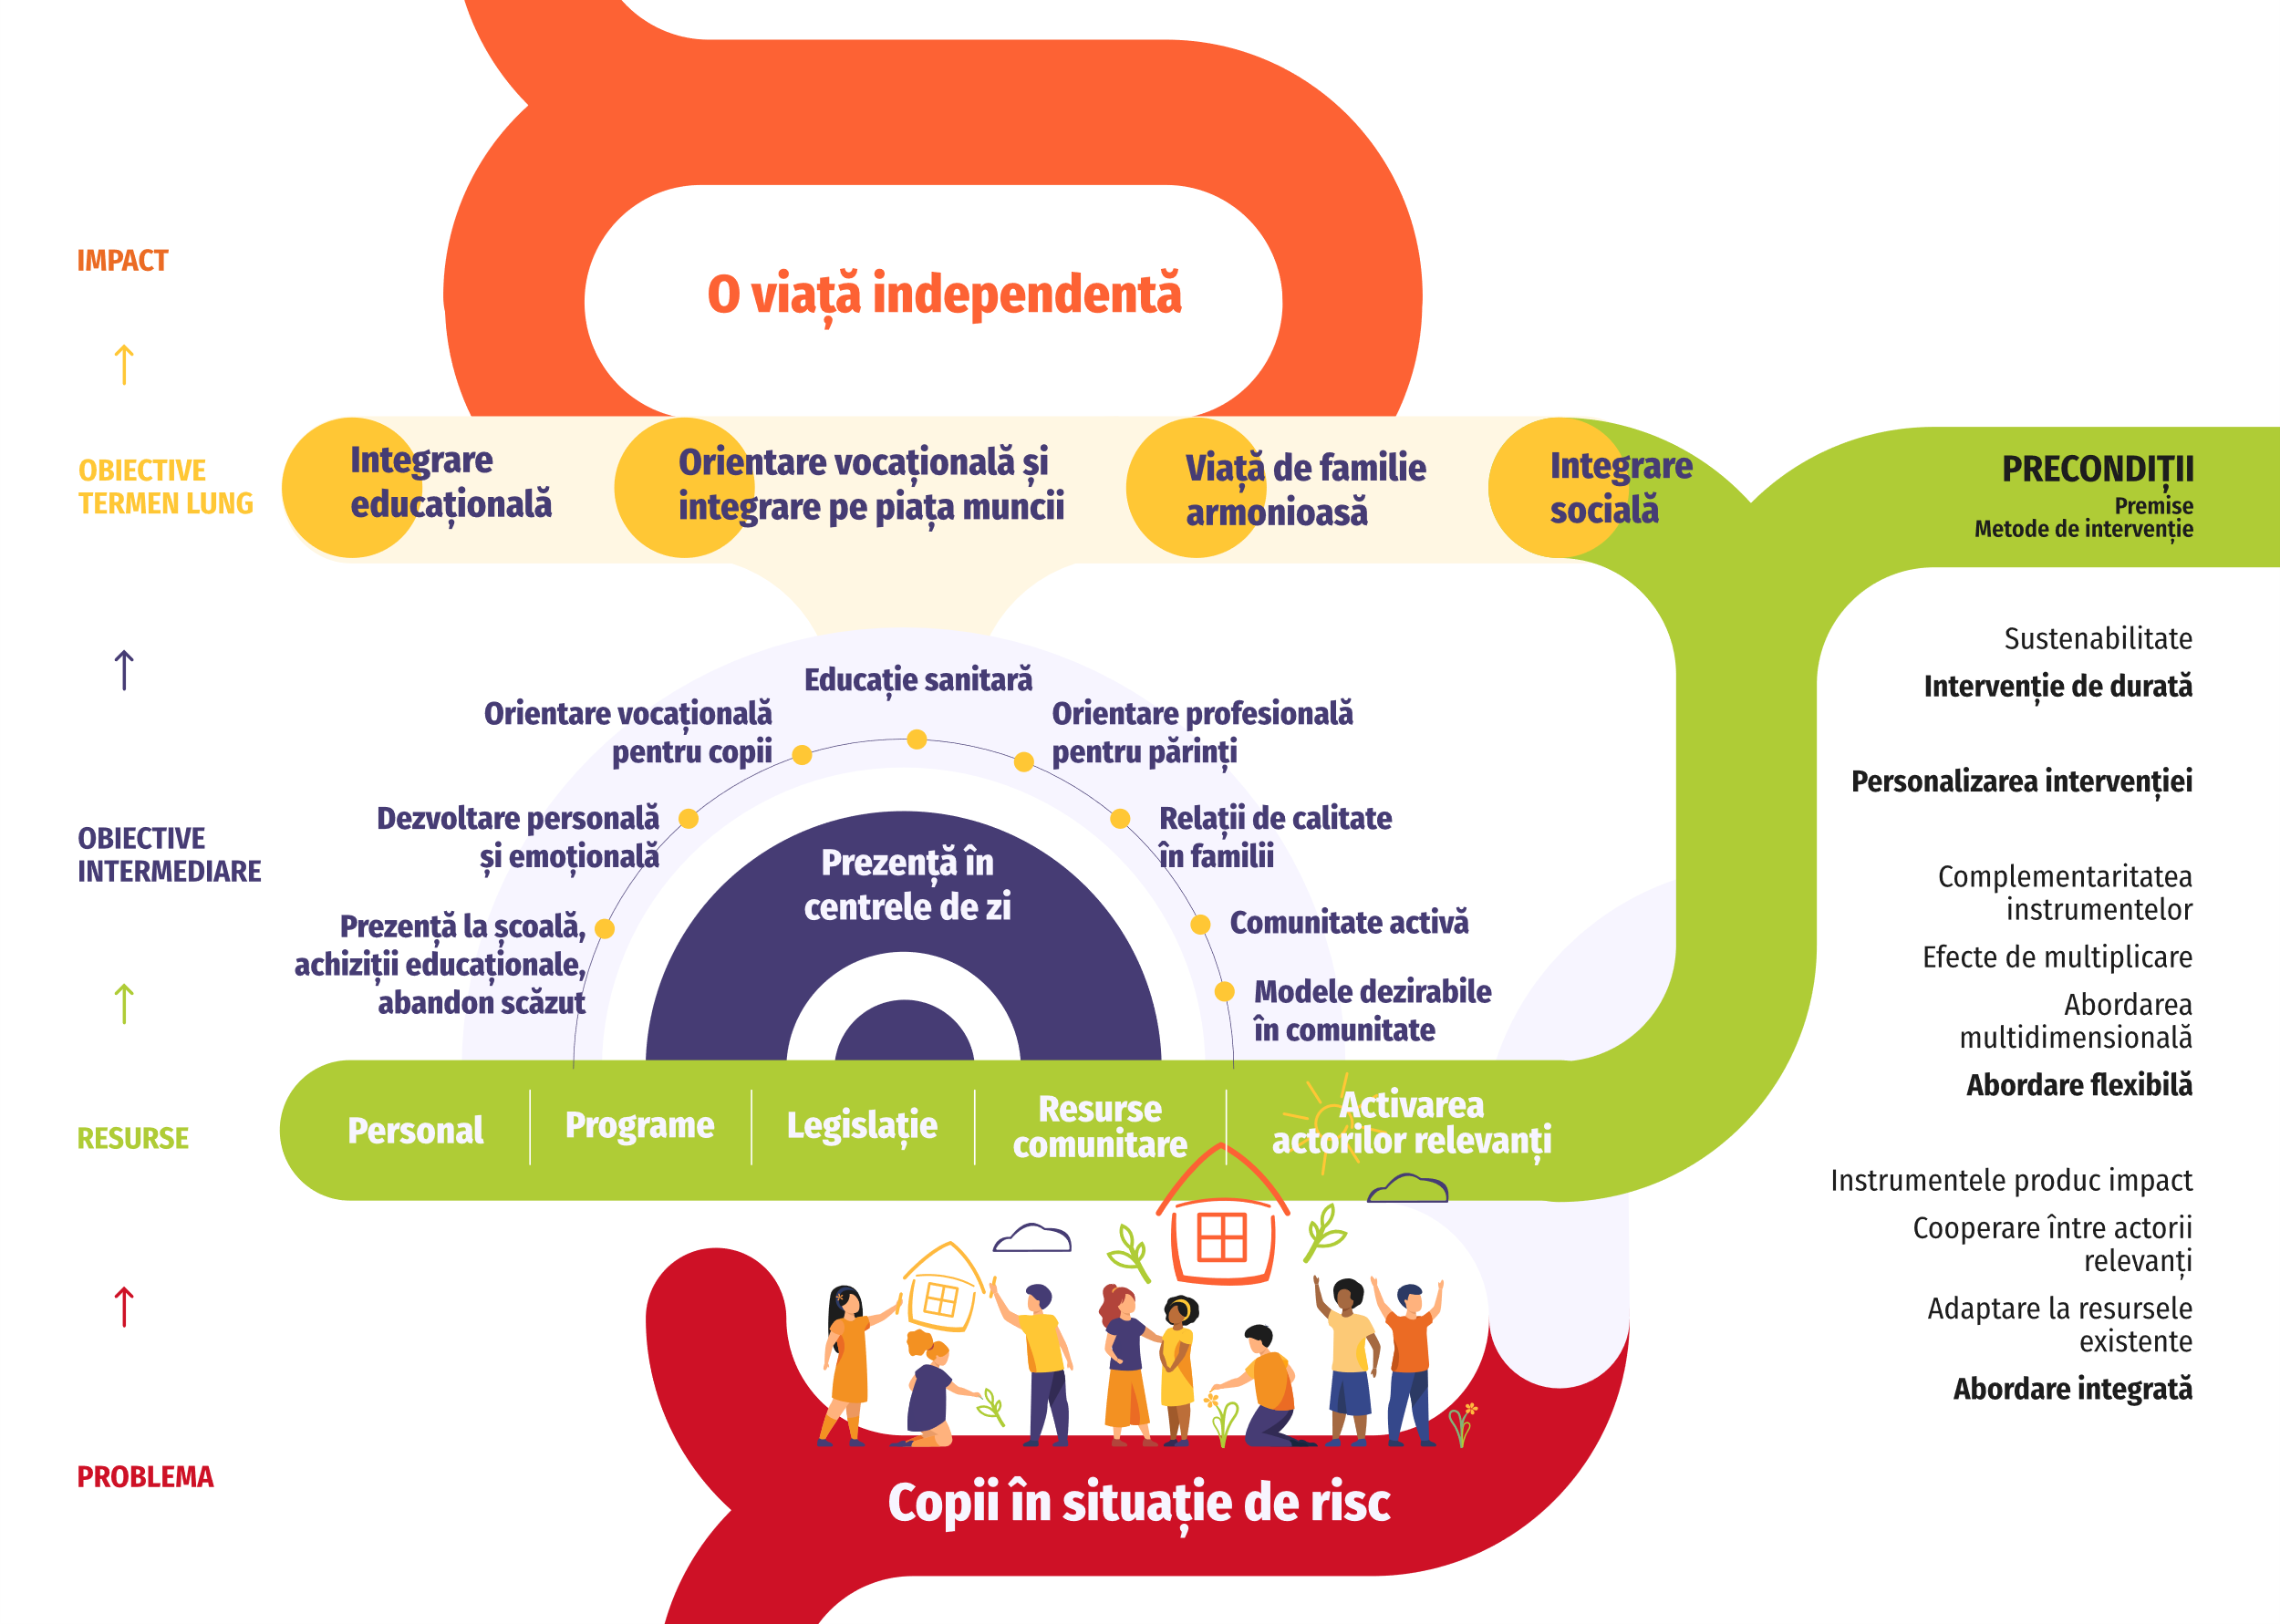 IMPACT
O viață independentă
OBIECTIVE
TERMEN LUNG
Integrare
educațională
Orientare vocațională și
integrare pe piața muncii
Viață de familie
armonioasă
Integrare
socială
PRECONDIȚII
Premise
Metode de intervenție
OBIECTIVE
INTERMEDIARE
Prezență la școală,
achiziții educaționale,
abandon scăzut
Dezvoltare personală
și emoțională
Orientare vocațională
pentru copii
Educație sanitară
Orientare profesională
pentru părinți
Relații de calitate
în familii
Comunitate activă
Modele dezirabile
în comunitate
Prezență în
centrele de zi
RESURSE
Personal
Programe
Legislație
Resurse
comunitare
Activarea
actorilor relevanți
PROBLEMA
Copii în situație de risc
Sustenabilitate
Intervenție de durată
Personalizarea intervenției
Complementaritatea
instrumentelor
Efecte de multiplicare
Abordarea
multidimensională
Abordare flexibilă
Instrumentele produc impact
Cooperare între actorii
relevanți
Adaptare la resursele
existente
Abordare integrată